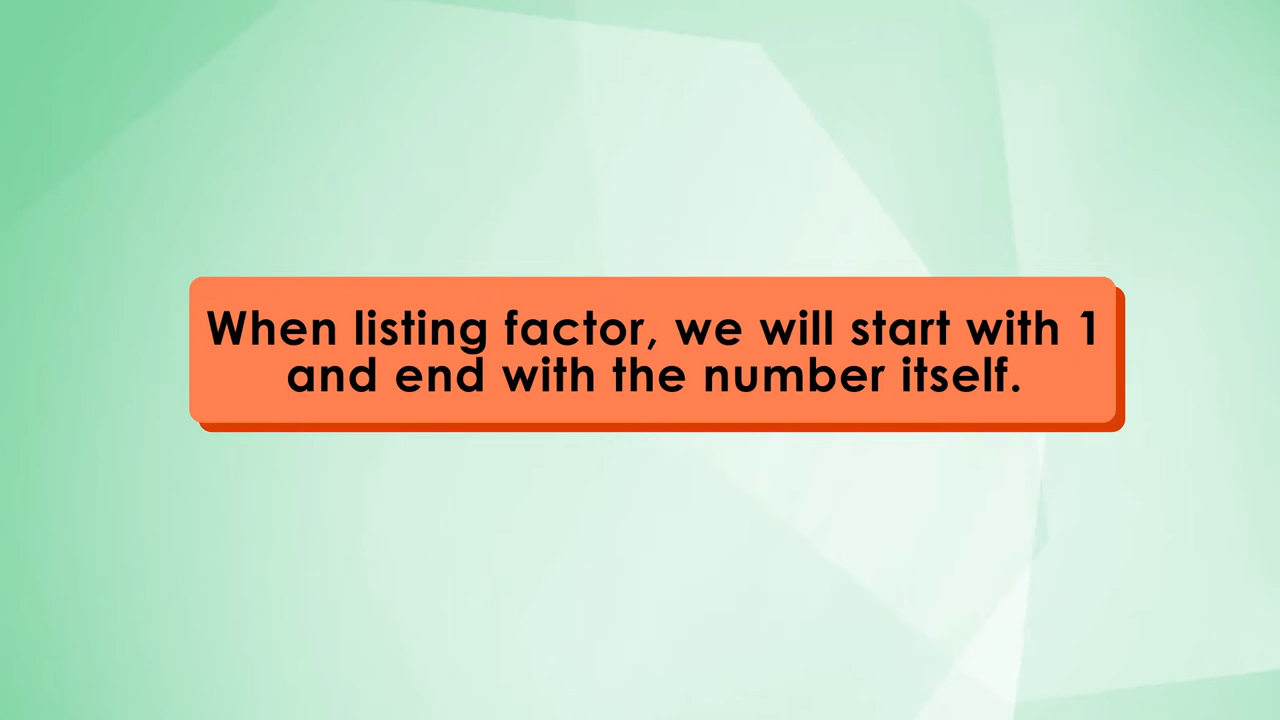 When listing factor, we will start with 1
and end with the number itself.